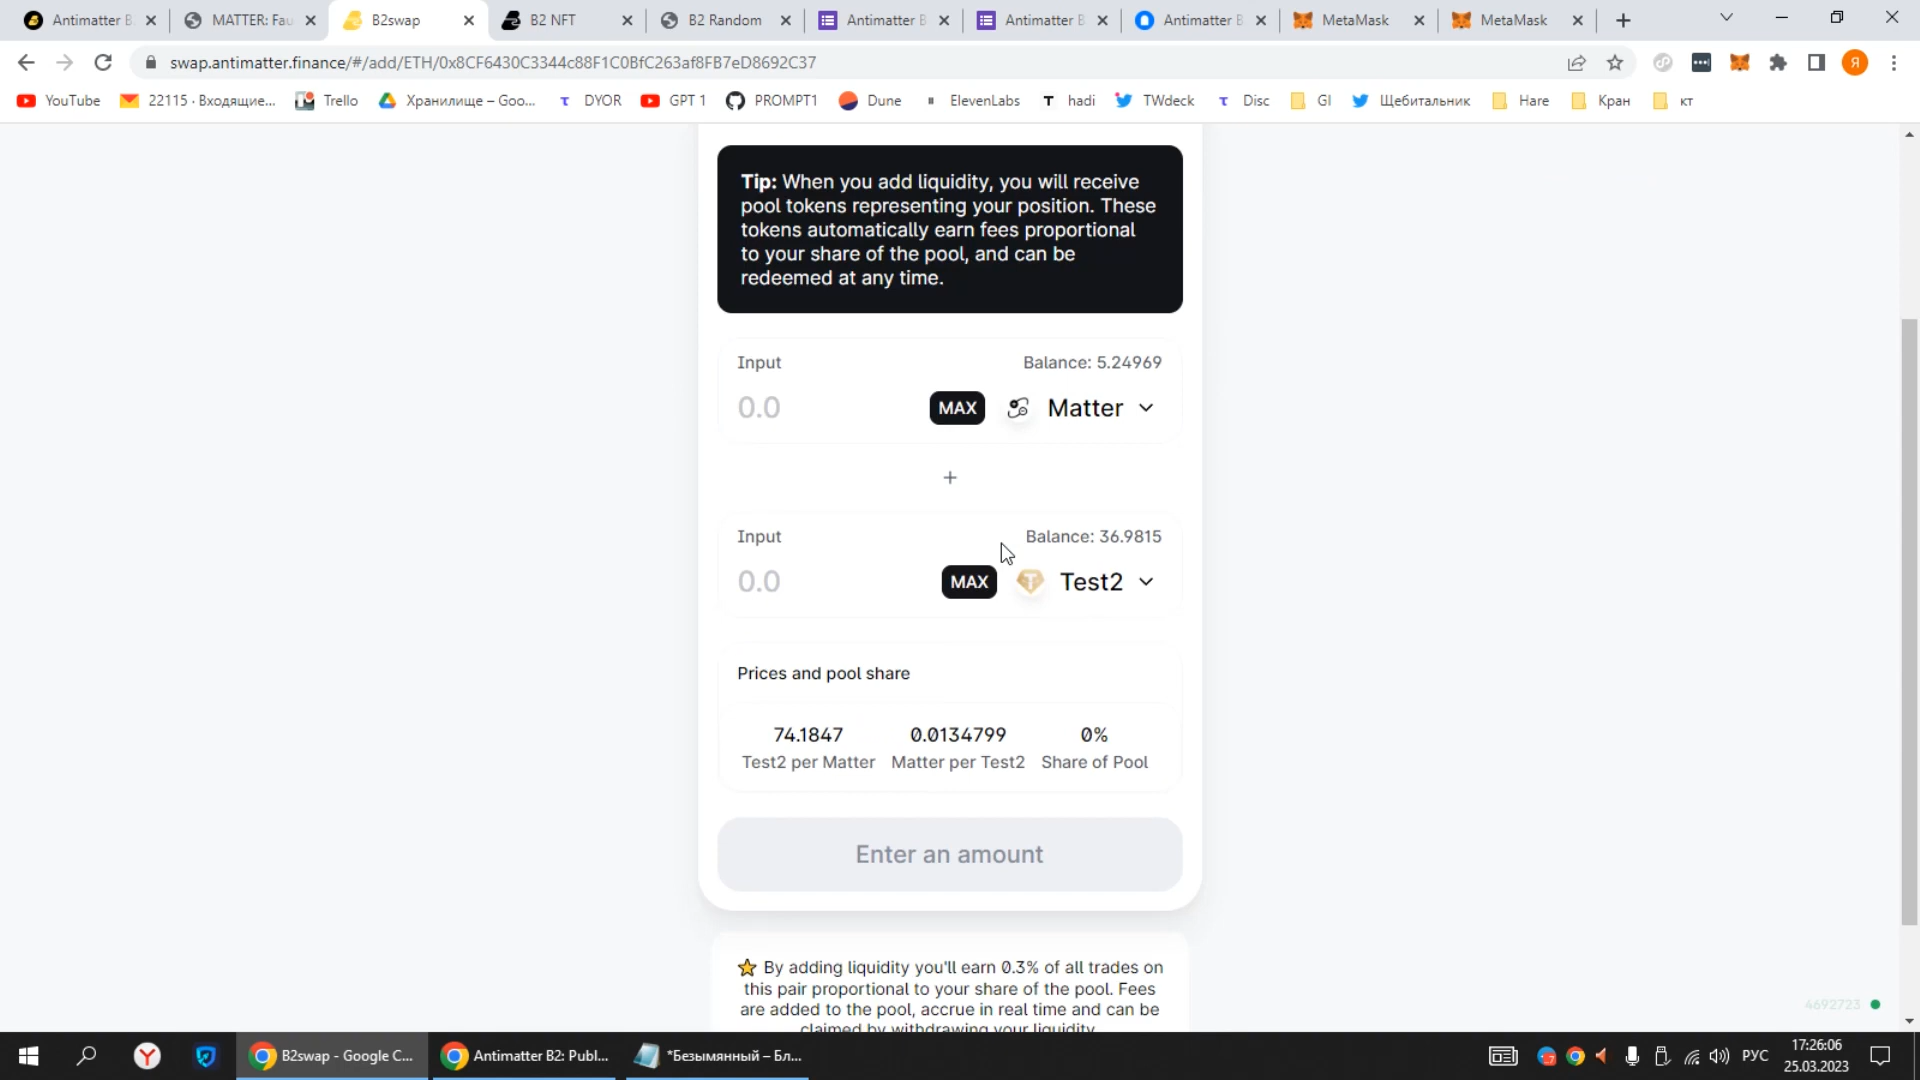 Antimatter B
MATTER: Fau
B2swap
B2 NFT
B2 Random
Antimatter B
Antimatter B
Antimatter B
MetaMask
MetaMask
swap.antimatter.finance/#/add/ETH/0x8CF6430C3344c88F1C0BfC263af8FB7eD8692C37
Я
YouTube
22115 · Входящие...
Trello
Хранилище – Goo...
DYOR
GPT 1
PROMPT1
Dune
ElevenLabs
hadi
TWdeck
Disc
GI
Щебитальник
Наге
Кран
кт
Tip: When you add liquidity, you will receive
pool tokens representing your position. These
tokens automatically earn fees proportional
to your share of the pool, and can be
redeemed at any time.
Input
Balance: 5.24969
0.0
MAX
Matter
+
Input
Balance: 36.9815
0.0
MAX
Test2
Prices and pool share
74.1847
0.0134799
0%
Test2 per Matter
Matter per Test2
Share of Pool
Enter an amount
By adding liquidity you'll earn 0.3% of all trades on
this pair proportional to your share of the pool. Fees
are added to the pool, accrue in real time and can be
claimed by withdrawing your liquidity.
4692723
B2swap - Google C...
Antimatter B2: Publ...
*Безымянный – Бл...
РУС
17:26:06
25.03.2023